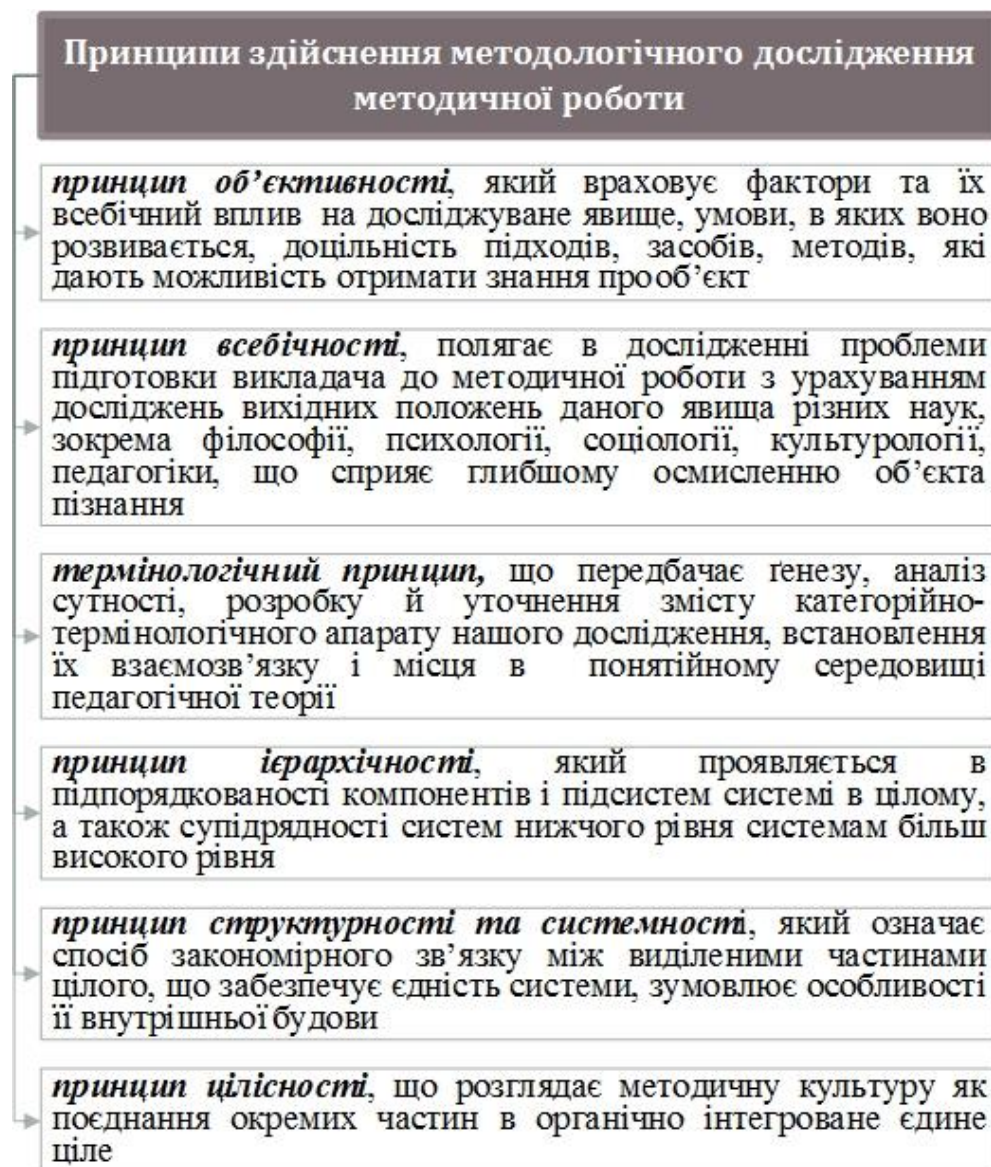 Принципи здійснення методологічного дослідження
методичної роботи
принцип об’єктивності, який враховує фактори та їх
всебічний вплив на досліджуване явище, умови, в яких воно
розвивається, доцільність підходів, засобів, методів, які
дають можливість отримати знання про об’єкт
принцип всебічності, полягає в дослідженні проблеми
підготовки викладача до методичної роботи з урахуванням
досліджень вихідних положень даного явища різних наук,
зокрема філософії, психології, соціології, культурології,
педагогіки, що сприяє глибшому осмисленню об’єкта
пізнання
термінологічний принцип, що передбачає ґенезу, аналіз
сутності, розробку й уточнення змісту категорійно-
термінологічного апарату нашого дослідження, встановлення
їх взаємозв’язку і місця в понятійному середовищі
педагогічної теорії
принцип ієрархічності, який проявляється в
підпорядкованості компонентів і підсистем системі в цілому,
а також супідрядності систем нижчого рівня системам більш
високого рівня
принцип структурності та системності, який означає
спосіб закономірного зв’язку між виділеними частинами
цілого, що забезпечує єдність системи, зумовлює особливості
її внутрішньої будови
принцип цілісності, що розглядає методичну культуру як
поєднання окремих частин в органічно інтегроване єдине
ціле